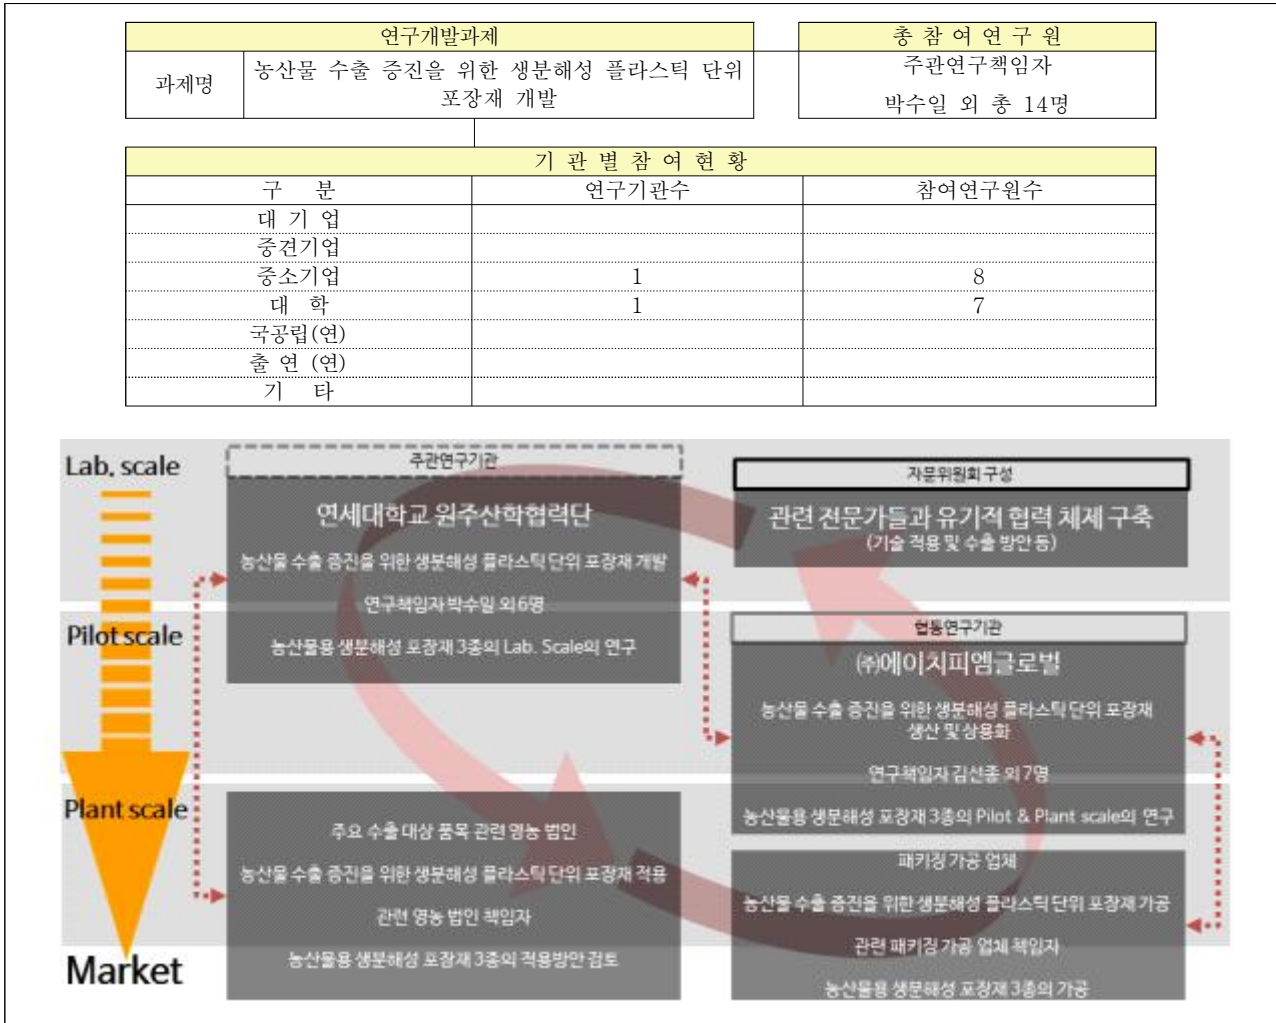 연구개발과제
총 참 여 연 구 원
과제명
농산물 수출 증진을 위한 생분해성 플라스틱 단위
포장재 개발
주관연구책임자
박수일 외 총 14명
기 관 별 참 여 현 황
구 분 연구기관수 참여연구원수
대 기 업
중견기업
중소기업 1 8
대 학 1 7
국공립(연)
출 연 (연)
기 타
Lab. scale
Pilot scale
Plant scale
Market
주관연구기관
연세대학교 원주산학협력단
농산물 수출 증진을 위한 생분해성 플라스틱 단위 포장재 개발
연구책임자 박수일 외 6명
농산물용 생분해성 포장재 3종의 Lab. Scale의 연구
자문위원회 구성
관련 전문가들과 유기적 협력 체제 구축
(기술 적용 및 수출 방안 등)
협동연구기관
㈜에이치피엠글로벌
농산물 수출 증진을 위한 생분해성 플라스틱 단위 포장재
생산 및 상용화
연구책임자 김선종 외 7명
농산물용 생분해성 포장재 3종의 Pilot & Plant scale의 연구
주요 수출 대상 품목 관련 영농 법인
농산물 수출 증진을 위한 생분해성 플라스틱 단위 포장재 적용
관련 영농 법인 책임자
농산물용 생분해성 포장재 3종의 적용방안 검토
패키징 가공 업체
농산물 수출 증진을 위한 생분해성 플라스틱 단위 포장재 가공
관련 패키징 가공 업체 책임자
농산물용 생분해성 포장재 3종의 가공